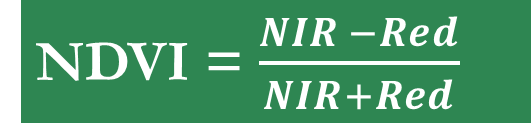 NDVI = NIR −Red
NIR+Red